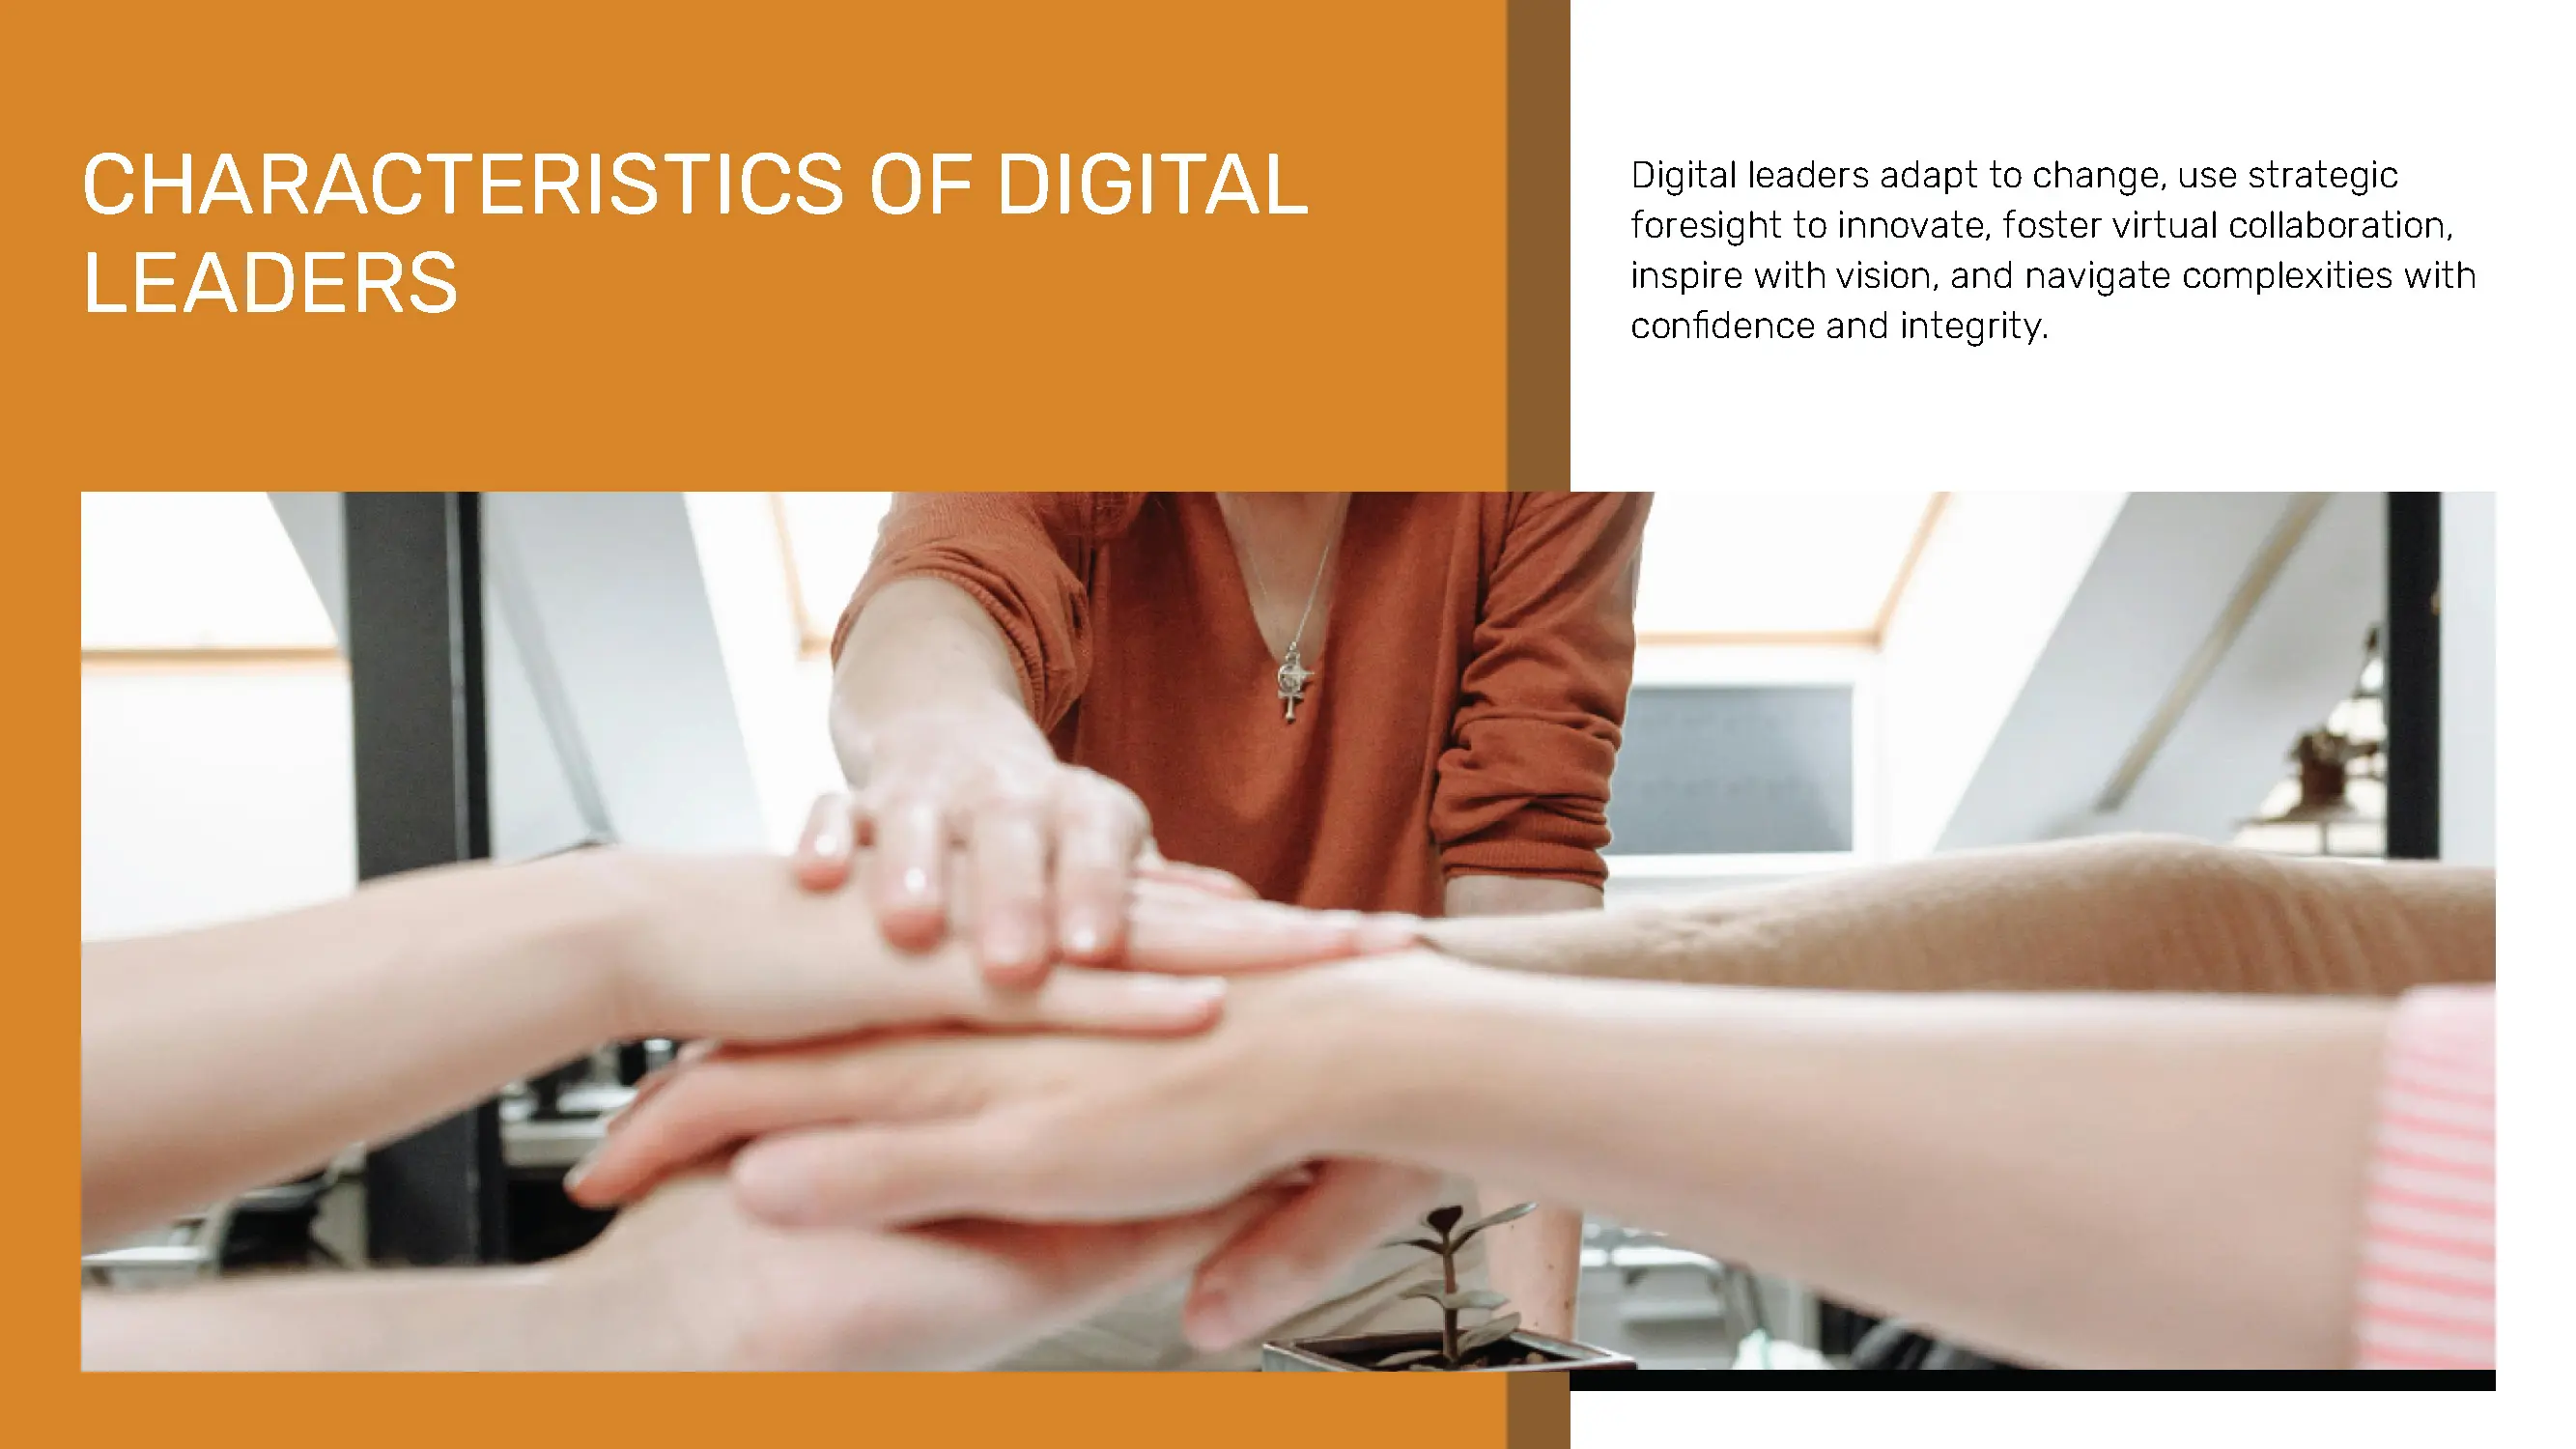 CHARACTERISTICS OF DIGITAL
LEADERS
Digital leaders adapt to change, use strategic
foresight to innovate, foster virtual collaboration,
inspire with vision, and navigate complexities with
confidence and integrity.